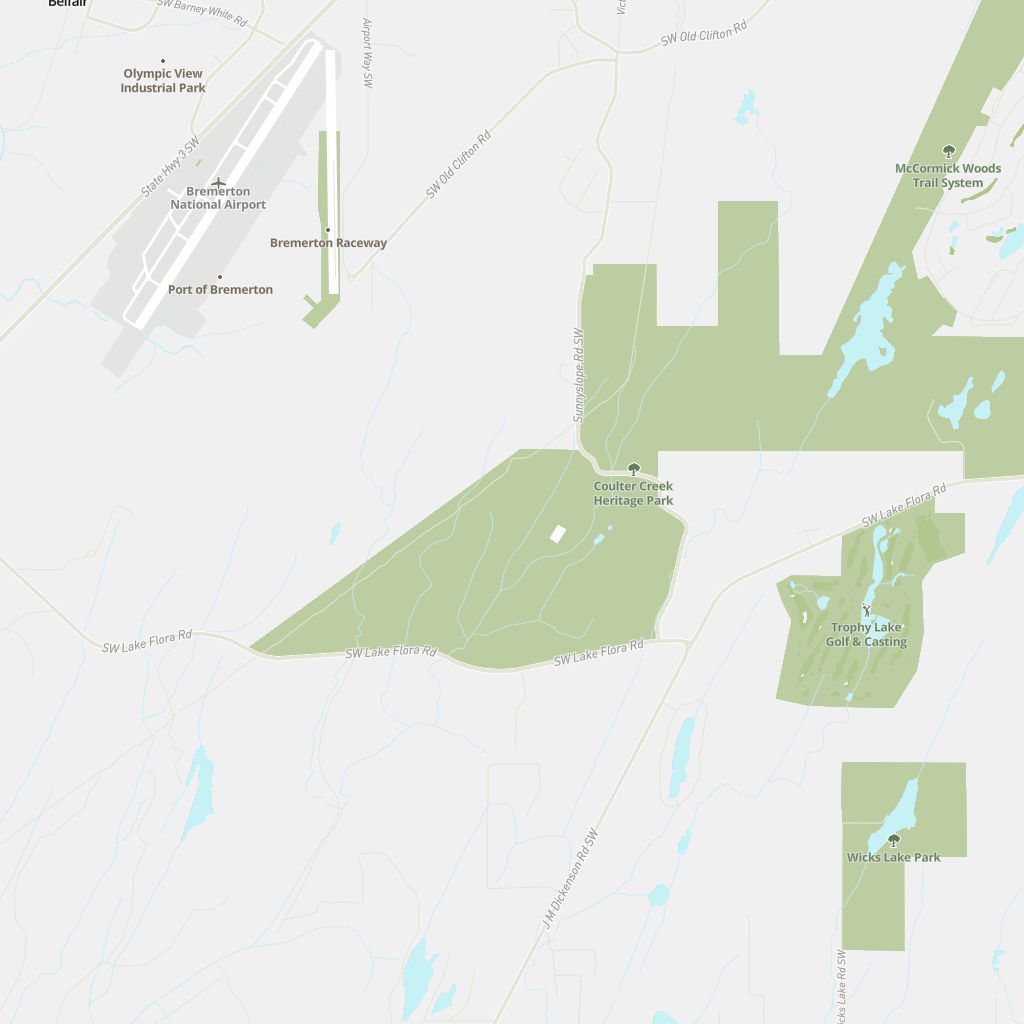 Belfair
SW Barney White Rd
Airport Way SW
Vict
SW Old Clifton Rd
Olympic View
Industrial Park
State Hwy 3 SW
SW Old Clifton Rd
McCormick Woods
Trail System
Bremerton
National Airport
Bremerton Raceway
Port of Bremerton
Sunnyslope Rd SW
Coulter Creek
Heritage Park
SW Lake Flora Rd
Trophy Lake
Golf & Casting
SW Lake Flora Rd
SW Lake Flora Rd
SW Lake Flora Rd
J M Dickenson Rd SW
Wicks Lake Park
icks Lake Rd SW